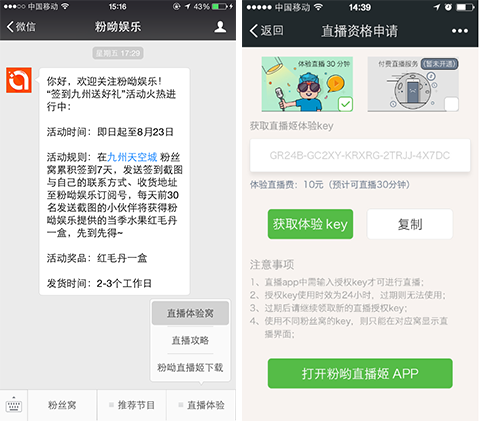 中国移动 15:16 43%
微信 粉呦娱乐
星期五 17:29
你好，欢迎关注粉呦娱乐！
“签到九州送好礼”活动火热进
行中：
活动时间：即日起至8月23日
活动规则：在九州天空城 粉丝
窝累积签到7天，发送签到截图
与自己的联系方式、收货地址
至粉呦娱乐订阅号，每天前30
名发送截图的小伙伴将获得粉
呦娱乐提供的当季水果红毛丹
一盒，先到先得~
活动奖品：红毛丹一盒
发货时间：2-3个工作日
直播体验窝
直播攻略
粉呦直播姬下载
粉丝窝 推荐节目 直播体验
中国移动 14:39
返回 直播资格申请
体验直播 30 分钟
付费直播服务（暂未开通）
获取直播姬体验key
GR24B-GC2XY-KRXRG-2TRJJ-4X7DC
体验直播费：10元（预计可直播30分钟）
获取体验 key 复制
注意事项
1、直播app中需输入授权key才可进行直播；
2、授权key使用时效为24小时，过期则无法使用；
3、过期后请继续领取新的直播授权key；
4、使用不同粉丝窝的key，则只能在对应窝显示直
播界面；
打开粉呦直播姬 APP